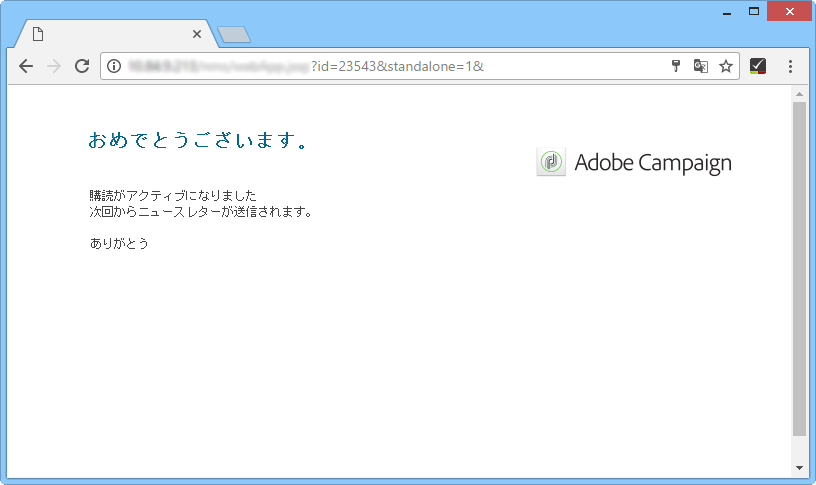 ?id=23543&standalone=1&
おめでとうございます。
Adobe Campaign
購読がアクティブになりました
次回からニュースレターが送信されます。
ありがとう